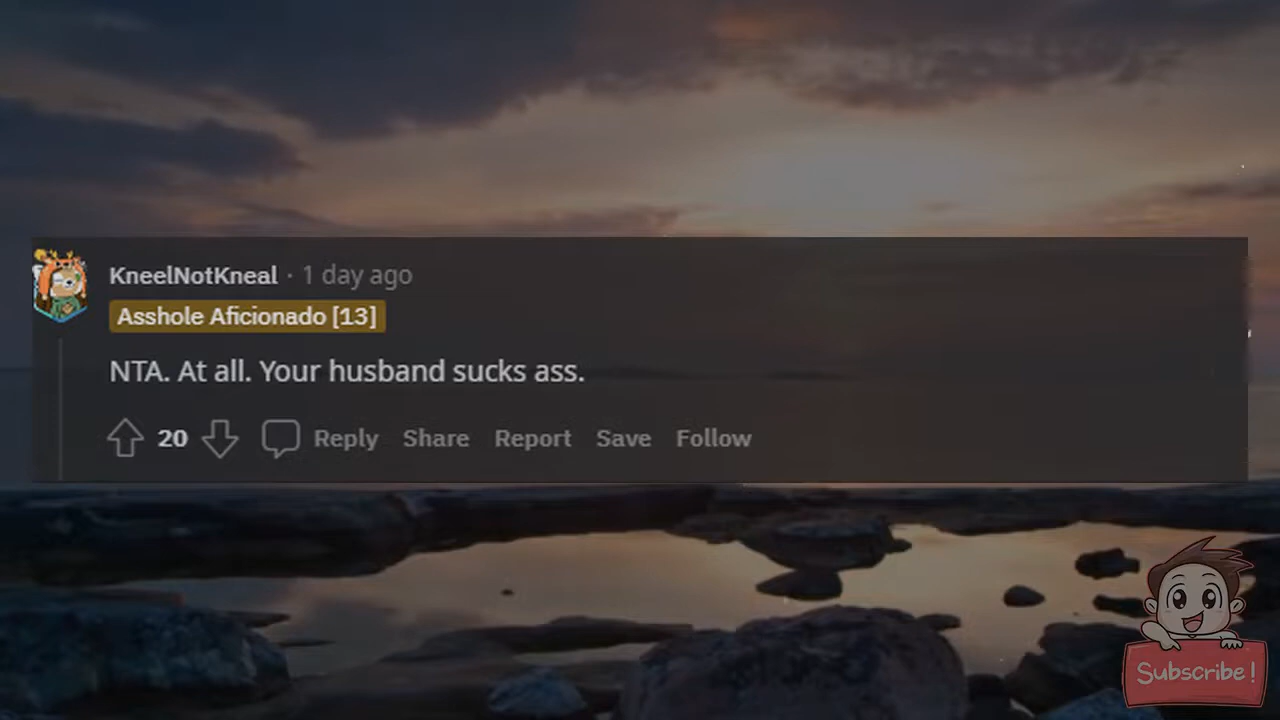 KneelNotKneal · 1 day ago
Asshole Aficionado [13]
NTA. At all. Your husband sucks ass.
20 Reply Share Report Save Follow
Subscribe!